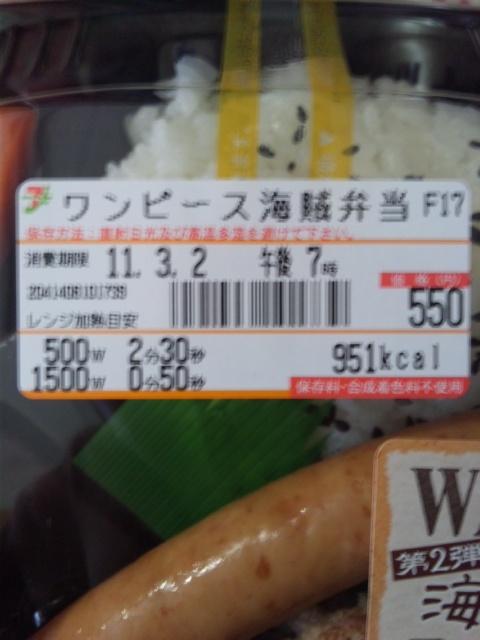 ワンピース海賊弁当 F17
保存方法:直射日光及び高温多湿を避けて下さい。
消費期限 11. 3. 2 午後 7時
価格(円)
550
レンジ加熱目安
500W 2分30秒
1500W 0分50秒
951kcal
保存料・合成着色料不使用
W
第2弾
海